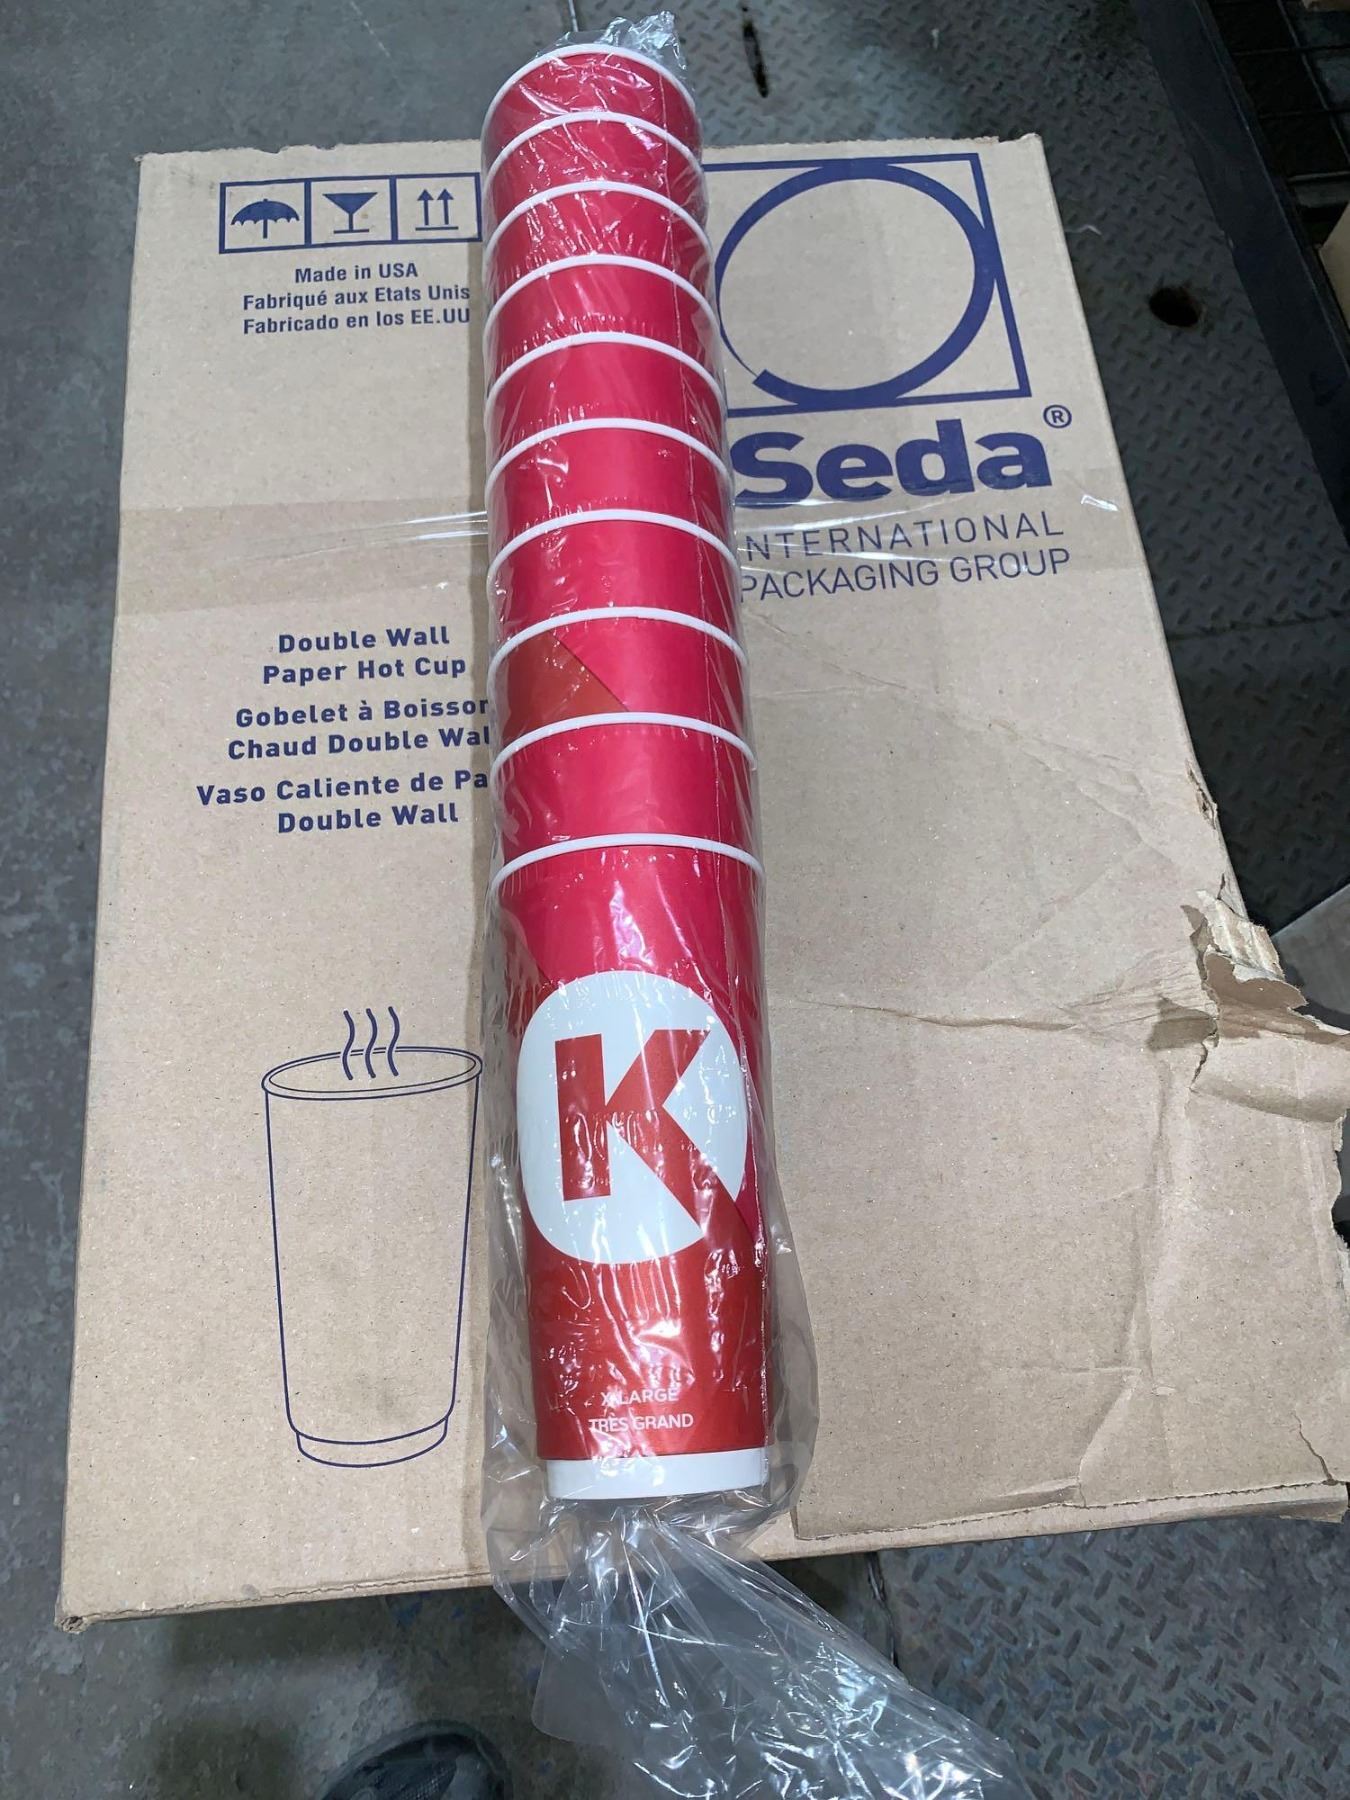 Made in USA
Fabriqué aux Etats Unis
Fabricado en los EE.UU
Seda®
INTERNATIONAL
PACKAGING GROUP
Double Wall
Paper Hot Cup
Gobelet à Boisson
Chaud Double Wall
Vaso Caliente de Pa
Double Wall
K
X-LARGE
TRÈS GRAND